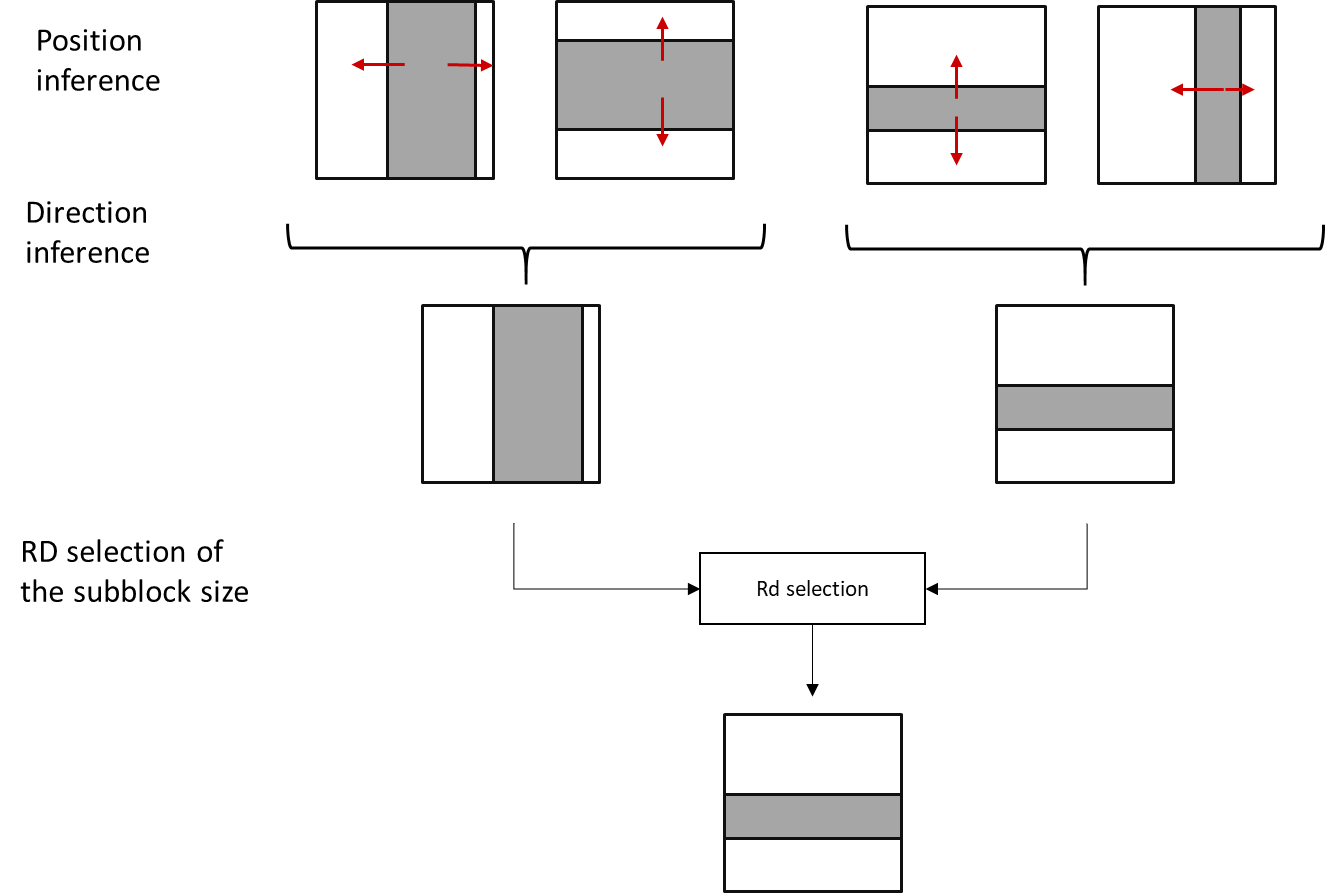 Position
inference
Direction
inference
RD selection of
the subblock size
Rd selection